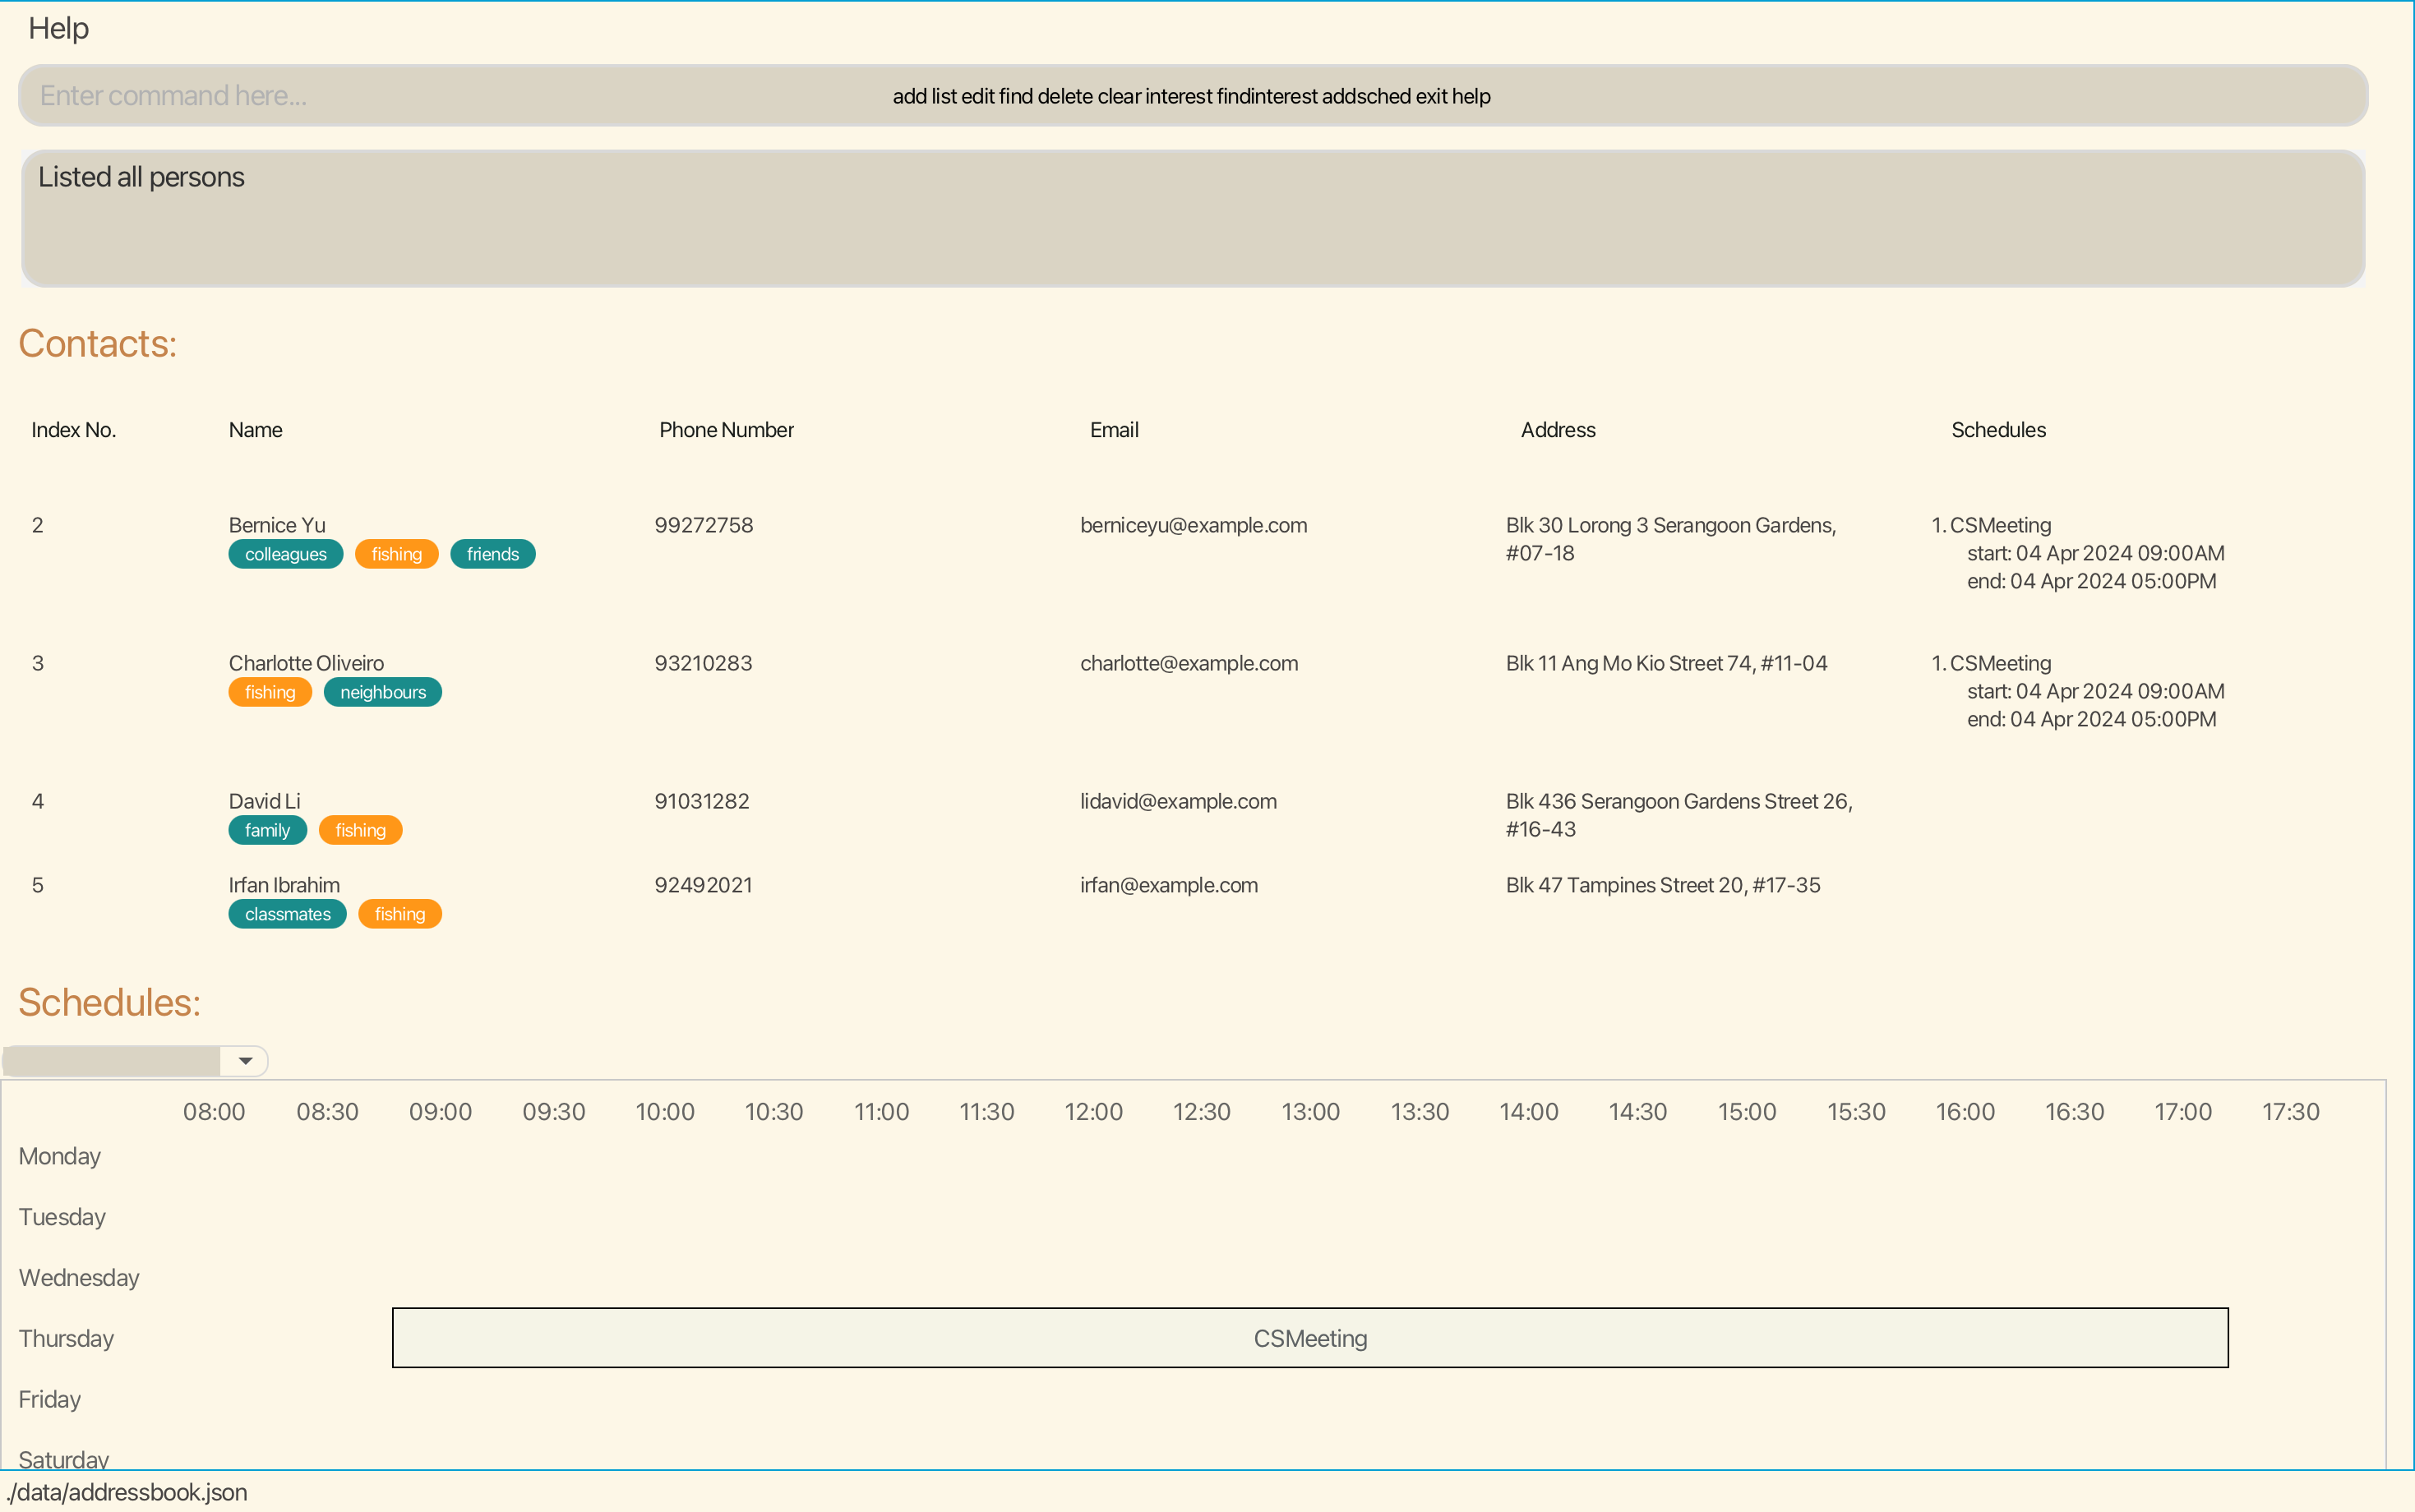 Help
Enter command here...
add list edit find delete clear interest findinterest addsched exit help
Listed all persons
Contacts:
Index No. Name Phone Number Email Address Schedules
2 Bernice Yu 99272758 berniceyu@example.com Blk 30 Lorong 3 Serangoon Gardens, 1. CSMeeting
colleagues fishing friends #07-18 start: 04 Apr 2024 09:00AM
end: 04 Apr 2024 05:00PM
3 Charlotte Oliveiro 93210283 charlotte@example.com Blk 11 Ang Mo Kio Street 74, #11-04 1. CSMeeting
fishing neighbours start: 04 Apr 2024 09:00AM
end: 04 Apr 2024 05:00PM
4 David Li 91031282 lidavid@example.com Blk 436 Serangoon Gardens Street 26,
family fishing #16-43
5 Irfan Ibrahim 92492021 irfan@example.com Blk 47 Tampines Street 20, #17-35
classmates fishing
Schedules:
08:00 08:30 09:00 09:30 10:00 10:30 11:00 11:30 12:00 12:30 13:00 13:30 14:00 14:30 15:00 15:30 16:00 16:30 17:00 17:30
Monday
Tuesday
Wednesday
Thursday CSMeeting
Friday
Saturday
./data/addressbook.json